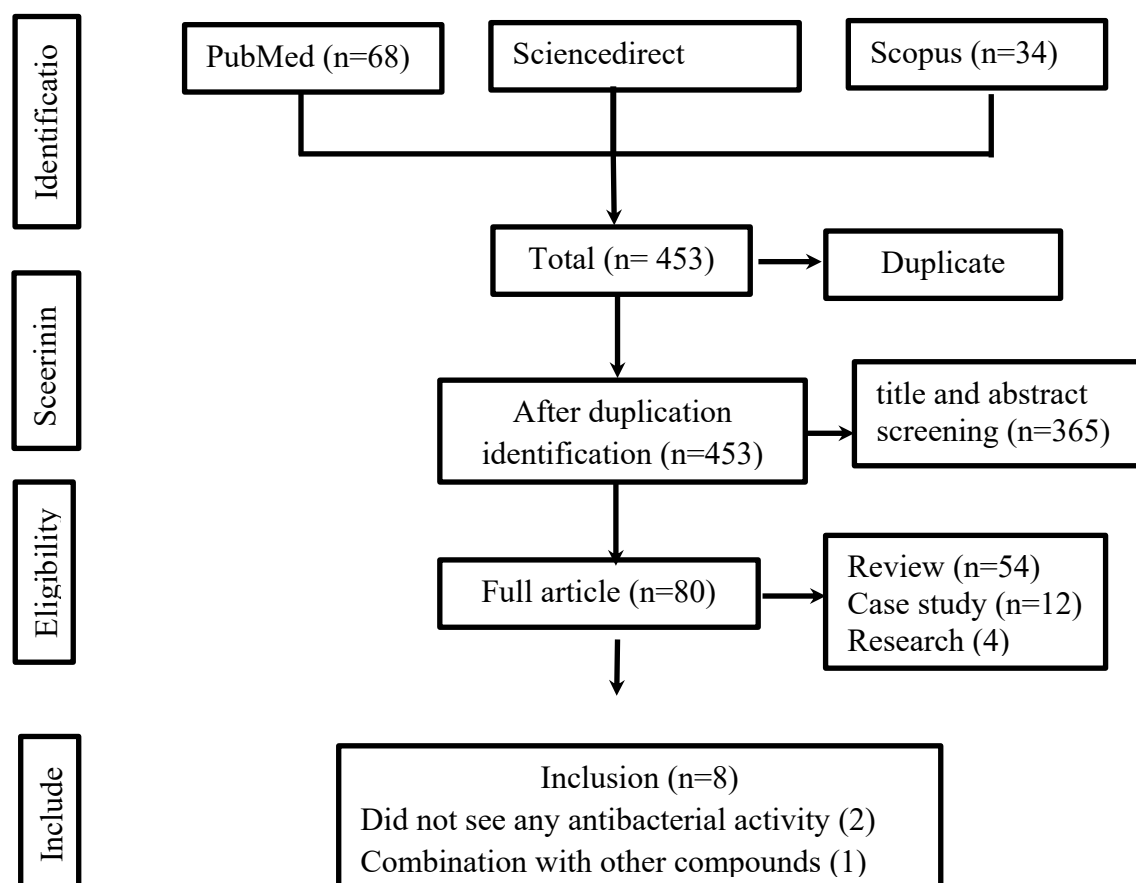 Identificatio
PubMed (n=68)
Sciencedirect
Scopus (n=34)
Total (n= 453)
Duplicate
Sceerinin
After duplication
identification (n=453)
title and abstract
screening (n=365)
Eligibility
Full article (n=80)
Review (n=54)
Case study (n=12)
Research (4)
Include
Inclusion (n=8)
Did not see any antibacterial activity (2)
Combination with other compounds (1)